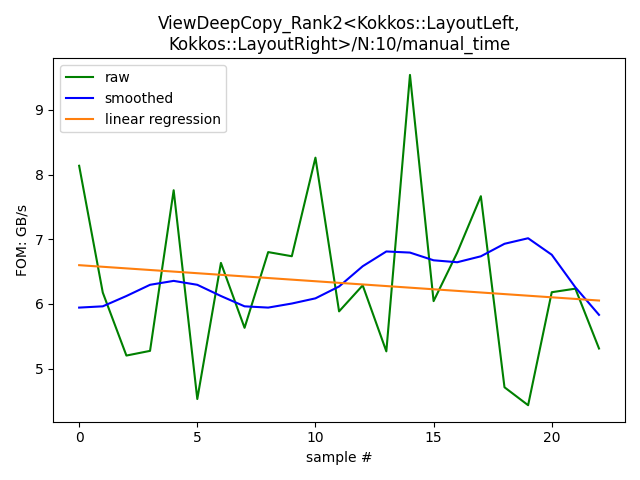 ViewDeepCopy_Rank2<Kokkos::LayoutLeft,
Kokkos::LayoutRight>/N:10/manual_time
raw
smoothed
linear regression
FOM: GB/s
9
8
7
6
5
0
5
10
15
20
sample #